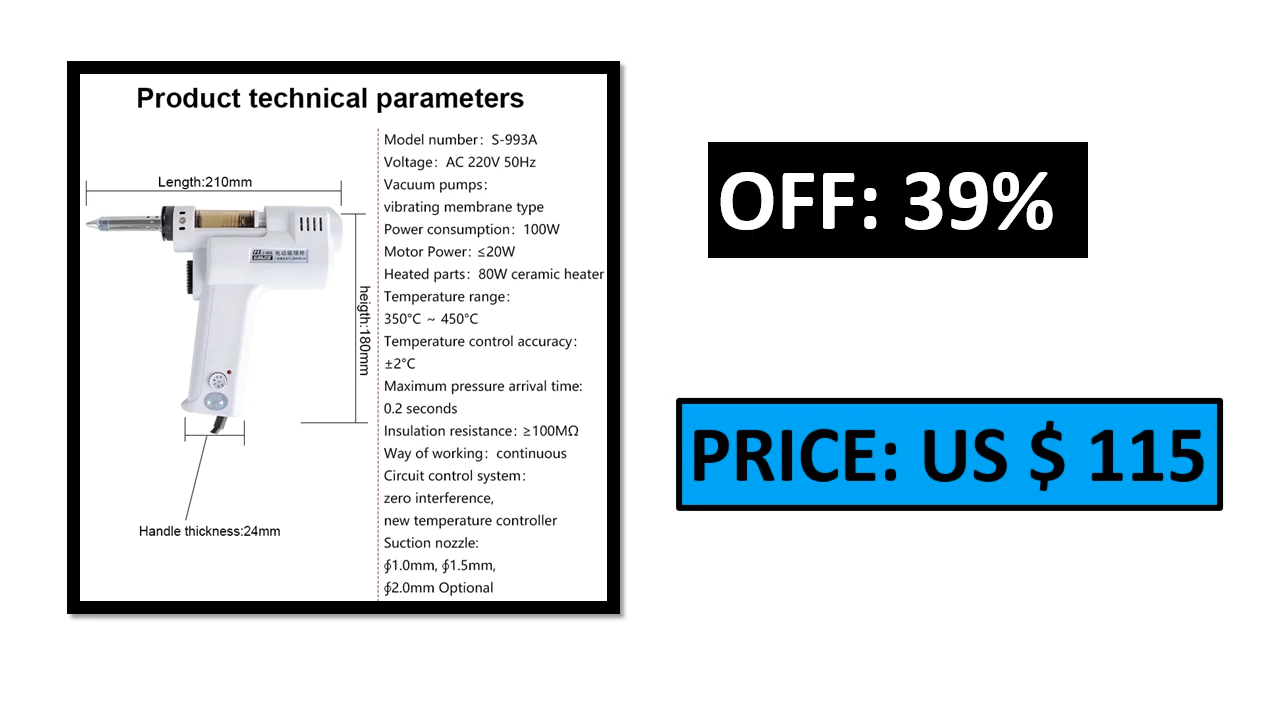 Product technical parameters
Length:210mm
heigth:180mm
Handle thickness:24mm
Model number: S-993A
Voltage: AC 220V 50Hz
Vacuum pumps:
vibrating membrane type
Power consumption: 100W
Motor Power: ≤20W
Heated parts: 80W ceramic heater
Temperature range:
350°C ~ 450°C
Temperature control accuracy:
±2°C
Maximum pressure arrival time:
0.2 seconds
Insulation resistance: ≥100MΩ
Way of working: continuous
Circuit control system:
zero interference,
new temperature controller
Suction nozzle:
∮1.0mm, ∮1.5mm,
∮2.0mm Optional
OFF: 39%
PRICE: US $ 115